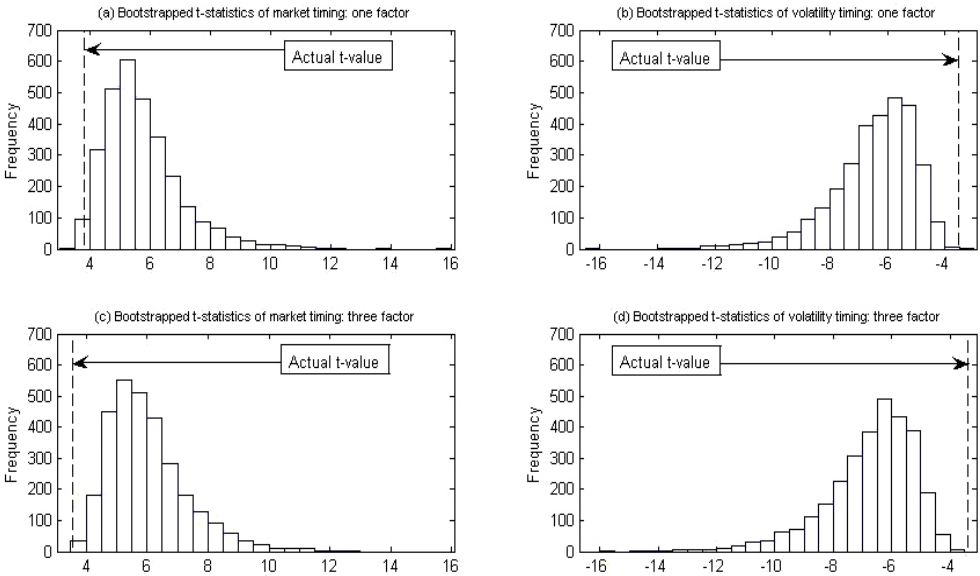 (a) Bootstrapped t-statistics of market timing: one factor
700
600
500
400
300
200
100
0
Frequency
Actual t-value
4 6 8 10 12 14 16
(b) Bootstrapped t-statistics of volatility timing: one factor
700
600
500
400
300
200
100
0
Frequency
Actual t-value
-16 -14 -12 -10 -8 -6 -4
(c) Bootstrapped t-statistics of market timing: three factor
700
600
500
400
300
200
100
0
Frequency
Actual t-value
4 6 8 10 12 14 16
(d) Bootstrapped t-statistics of volatility timing: three factor
700
600
500
400
300
200
100
0
Frequency
Actual t-value
-16 -14 -12 -10 -8 -6 -4